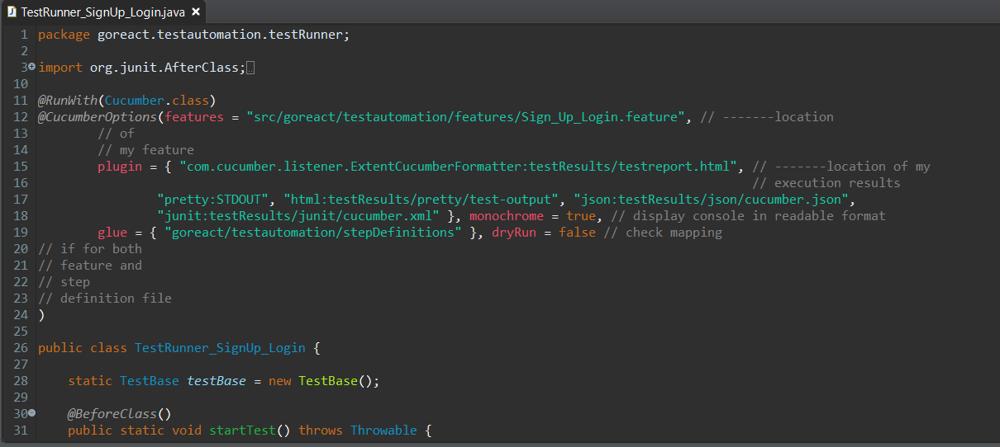 TestRunner_SignUp_Login.java
1 package goreact.testautomation.testRunner;
2
3 import org.junit.AfterClass;
10
11 @RunWith(Cucumber.class)
12 @CucumberOptions(features = "src/goreact/testautomation/features/Sign_Up_Login.feature", // -------location
13 // of
14 // my feature
15 plugin = { "com.cucumber.listener.ExtentCucumberFormatter:testResults/testreport.html", // -------location of my
16 // execution results
17 "pretty:STDOUT", "html:testResults/pretty/test-output", "json:testResults/json/cucumber.json",
18 "junit:testResults/junit/cucumber.xml" }, monochrome = true, // display console in readable format
19 glue = { "goreact/testautomation/stepDefinitions" }, dryRun = false // check mapping
20 // if for both
21 // feature and
22 // step
23 // definition file
24 )
25
26 public class TestRunner_SignUp_Login {
27
28 static TestBase testBase = new TestBase();
29
30 @BeforeClass()
31 public static void startTest() throws Throwable {